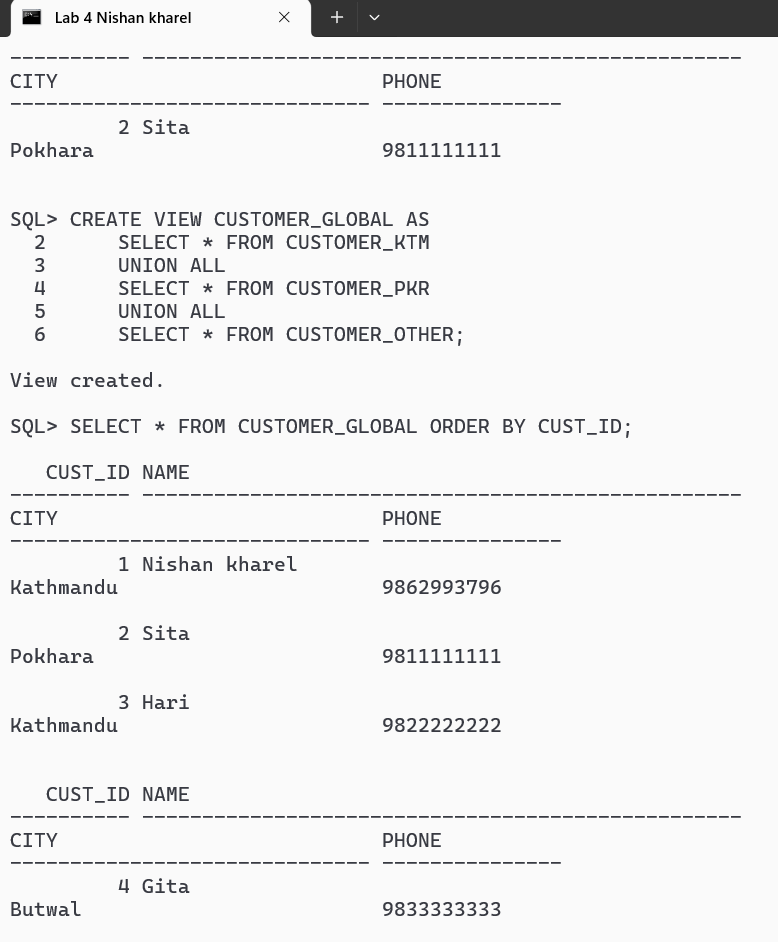 Lab 4 Nishan kharel
---------- --------------------------------------------------
CITY                           PHONE
------------------------------ ---------------
         2 Sita
Pokhara                        9811111111
SQL> CREATE VIEW CUSTOMER_GLOBAL AS
  2      SELECT * FROM CUSTOMER_KTM
  3      UNION ALL
  4      SELECT * FROM CUSTOMER_PKR
  5      UNION ALL
  6      SELECT * FROM CUSTOMER_OTHER;
View created.
SQL> SELECT * FROM CUSTOMER_GLOBAL ORDER BY CUST_ID;
   CUST_ID NAME
---------- --------------------------------------------------
CITY                           PHONE
------------------------------ ---------------
         1 Nishan kharel
Kathmandu                      9862993796
         2 Sita
Pokhara                        9811111111
         3 Hari
Kathmandu                      9822222222
   CUST_ID NAME
---------- --------------------------------------------------
CITY                           PHONE
------------------------------ ---------------
         4 Gita
Butwal                         9833333333